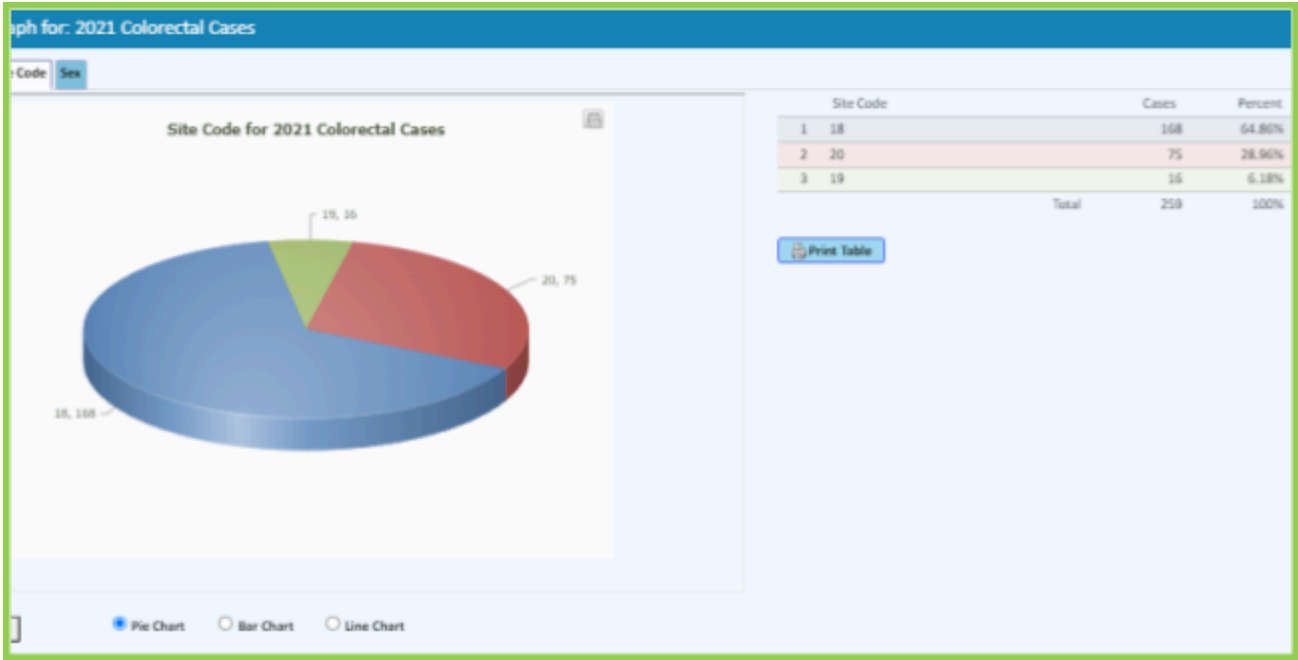 aph for: 2021 Colorectal Cases
Code Sex
Site Code for 2021 Colorectal Cases
19, 16
20, 75
18, 168
Site Code Cases Percent
1 18 168 64.86%
2 20 75 28.96%
3 19 16 6.18%
Total 259 100%
Print Table
Pie Chart Bar Chart Line Chart